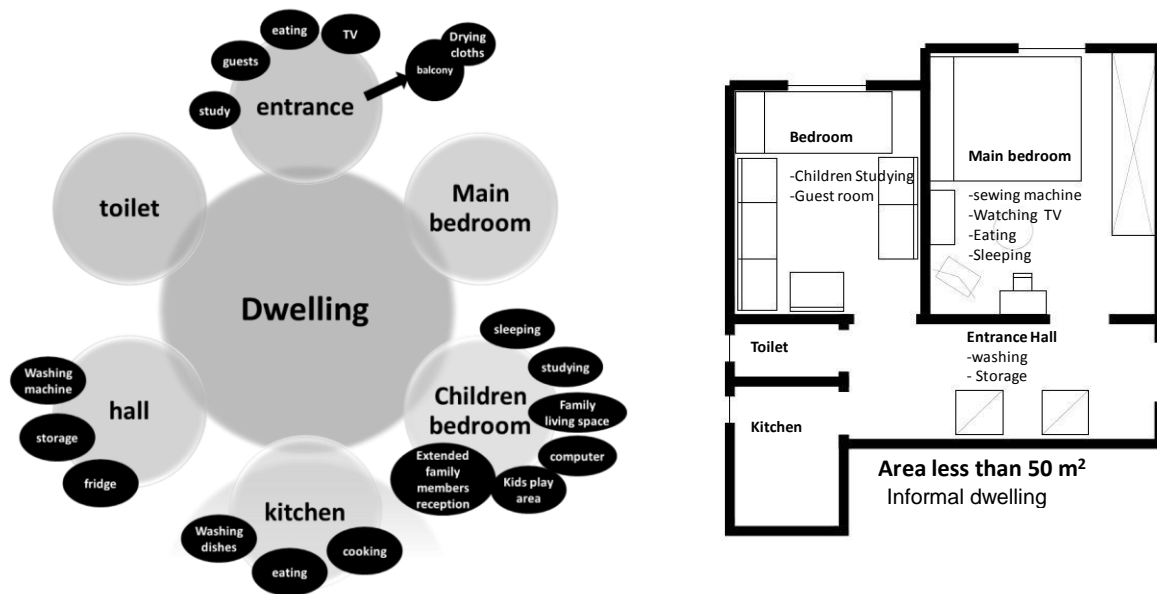 eating
TV
guests
study
entrance
Drying
cloths
balcony
toilet
Main
bedroom
Dwelling
Washing
machine
storage
fridge
hall
sleeping
studying
Children
bedroom
Family
living space
computer
Extended
family
members
reception
Kids play
area
kitchen
Washing
dishes
eating
cooking
Bedroom
-Children Studying
-Guest room
Main bedroom
-sewing machine
-Watching TV
-Eating
-Sleeping
Toilet
Entrance Hall
-washing
- Storage
Kitchen
Area less than 50 m²
Informal dwelling